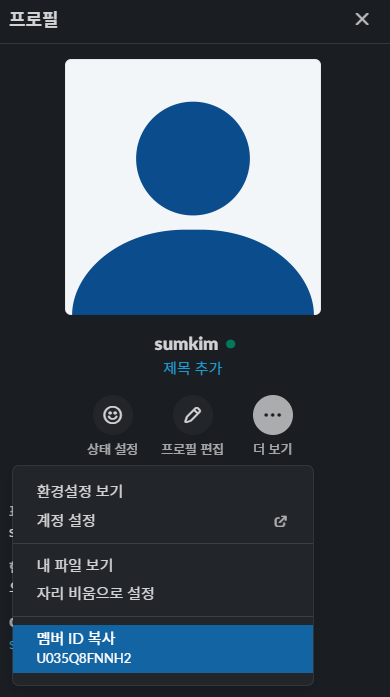 프로필
sumkim
제목 추가
상태 설정
프로필 편집
더 보기
환경설정 보기
계정 설정
내 파일 보기
자리 비움으로 설정
멤버 ID 복사
U035Q8FNNH2